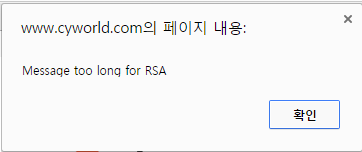 www.cyworld.com의 페이지 내용:
Message too long for RSA
확인